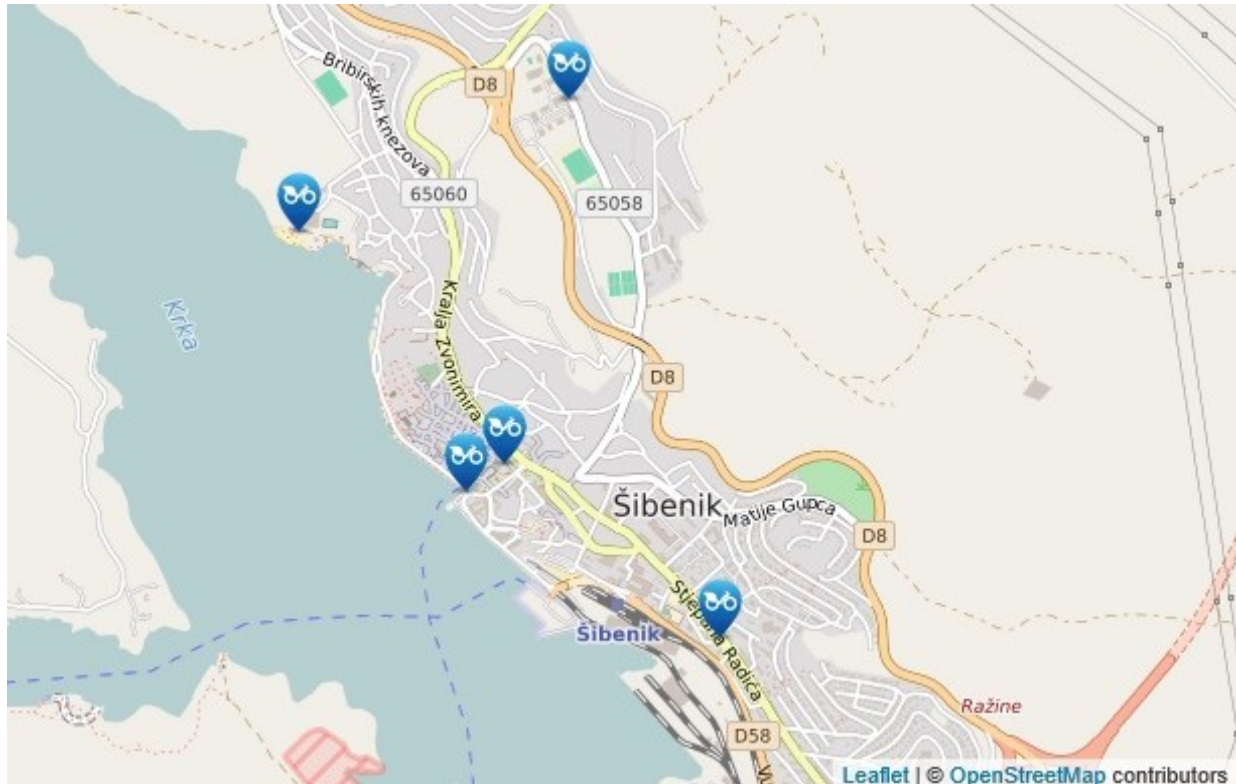 Bribirskih knezova
D8
65060
65058
Krka
Kralja Zvonimira
D8
Šibenik
Matije Gupca
D8
Stjepana Radića
Šibenik
Ražine
D58
Leaflet | © OpenStreetMap contributors